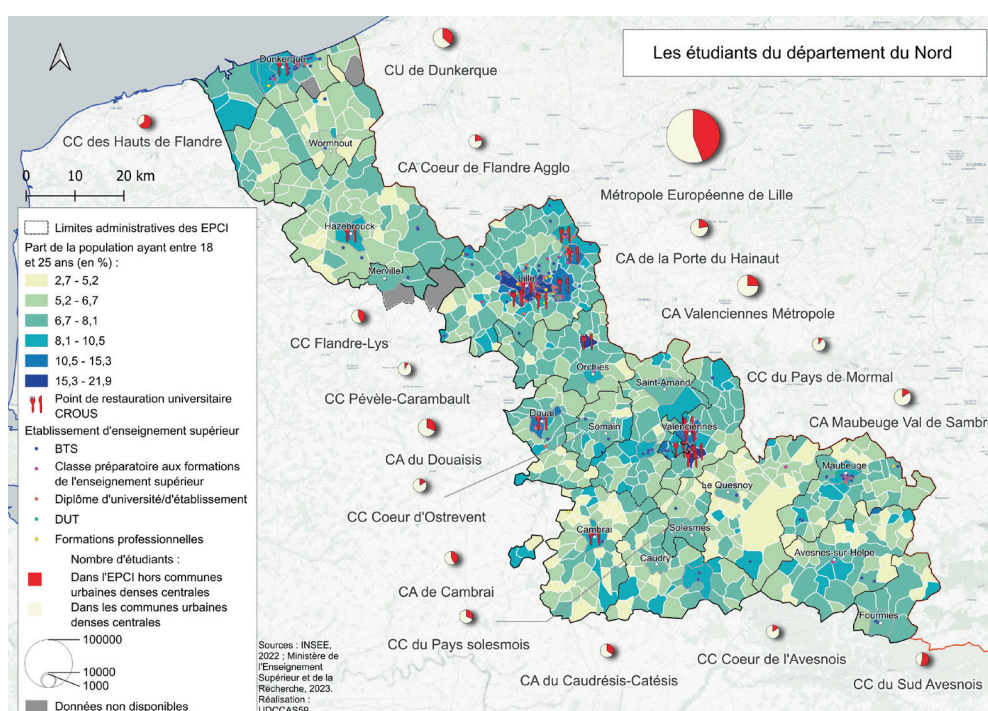 Les étudiants du département du Nord
CU de Dunkerque
CC des Hauts de Flandre
CA Coeur de Flandre Agglo
Métropole Européenne de Lille
CA de la Porte du Hainaut
CA Valenciennes Métropole
CC Flandre-Lys
CC du Pays de Mormal
CC Pévèle-Carambault
CA Maubeuge Val de Sambr
CA du Douaisis
CC Coeur d'Ostrevent
CA de Cambrai
CC du Pays solesmois
CA du Caudrésis-Catésis
CC Coeur de l'Avesnois
CC du Sud Avesnois
Dunkerque
Wormhout
Hazebrouck
Merville
Lille
Orchies
Saint-Amand
Douai
Somain
Valenciennes
Le Quesnoy
Maubeuge
Cambrai
Solesmes
Caudry
Avesnes-sur-Helpe
Fourmies
0 10 20 km
Limites administratives des EPCI
Part de la population ayant entre 18
et 25 ans (en %) :
2,7 - 5,2
5,2 - 6,7
6,7 - 8,1
8,1 - 10,5
10,5 - 15,3
15,3 - 21,9
Point de restauration universitaire
CROUS
Etablissement d'enseignement supérieur
BTS
Classe préparatoire aux formations
de l'enseignement supérieur
Diplôme d'université/d'établissement
DUT
Formations professionnelles
Nombre d'étudiants :
Dans l'EPCI hors communes
urbaines denses centrales
Dans les communes urbaines
denses centrales
100000
10000
1000
Données non disponibles
Sources : INSEE,
2022 ; Ministère de
l'Enseignement
Supérieur et de la
Recherche, 2023.
Réalisation :
UDCCAS59